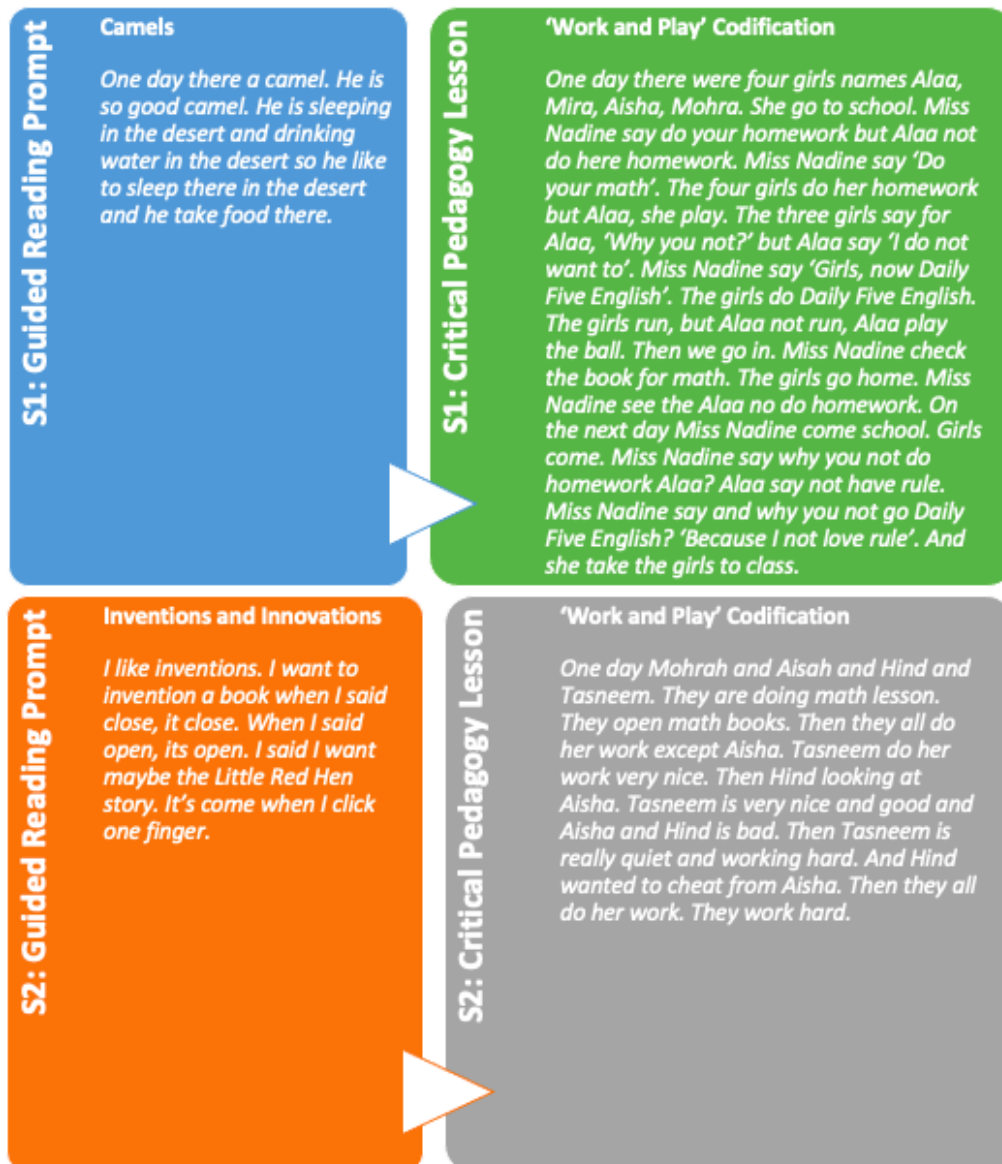 S1: Guided Reading Prompt
Camels
One day there a camel. He is
so good camel. He is sleeping
in the desert and drinking
water in the desert so he like
to sleep there in the desert
and he take food there.
S1: Critical Pedagogy Lesson
‘Work and Play’ Codification
One day there were four girls names Alaa,
Mira, Aisha, Mohra. She go to school. Miss
Nadine say do your homework but Alaa not
do here homework. Miss Nadine say ‘Do
your math’. The four girls do her homework
but Alaa, she play. The three girls say for
Alaa, ‘Why you not?’ but Alaa say ‘I do not
want to’. Miss Nadine say ‘Girls, now Daily
Five English’. The girls do Daily Five English.
The girls run, but Alaa not run, Alaa play
the ball. Then we go in. Miss Nadine check
the book for math. The girls go home. Miss
Nadine see the Alaa no do homework. On
the next day Miss Nadine come school. Girls
come. Miss Nadine say why you not do
homework Alaa? Alaa say not have rule.
Miss Nadine say and why you not go Daily
Five English? ‘Because I not love rule’. And
she take the girls to class.
S2: Guided Reading Prompt
Inventions and Innovations
I like inventions. I want to
invention a book when I said
close, it close. When I said
open, its open. I said I want
maybe the Little Red Hen
story. It’s come when I click
one finger.
S2: Critical Pedagogy Lesson
‘Work and Play’ Codification
One day Mohrah and Aisah and Hind and
Tasneem. They are doing math lesson.
They open math books. Then they all do
her work except Aisha. Tasneem do her
work very nice. Then Hind looking at
Aisha. Tasneem is very nice and good and
Aisha and Hind is bad. Then Tasneem is
really quiet and working hard. And Hind
wanted to cheat from Aisha. Then they all
do her work. They work hard.